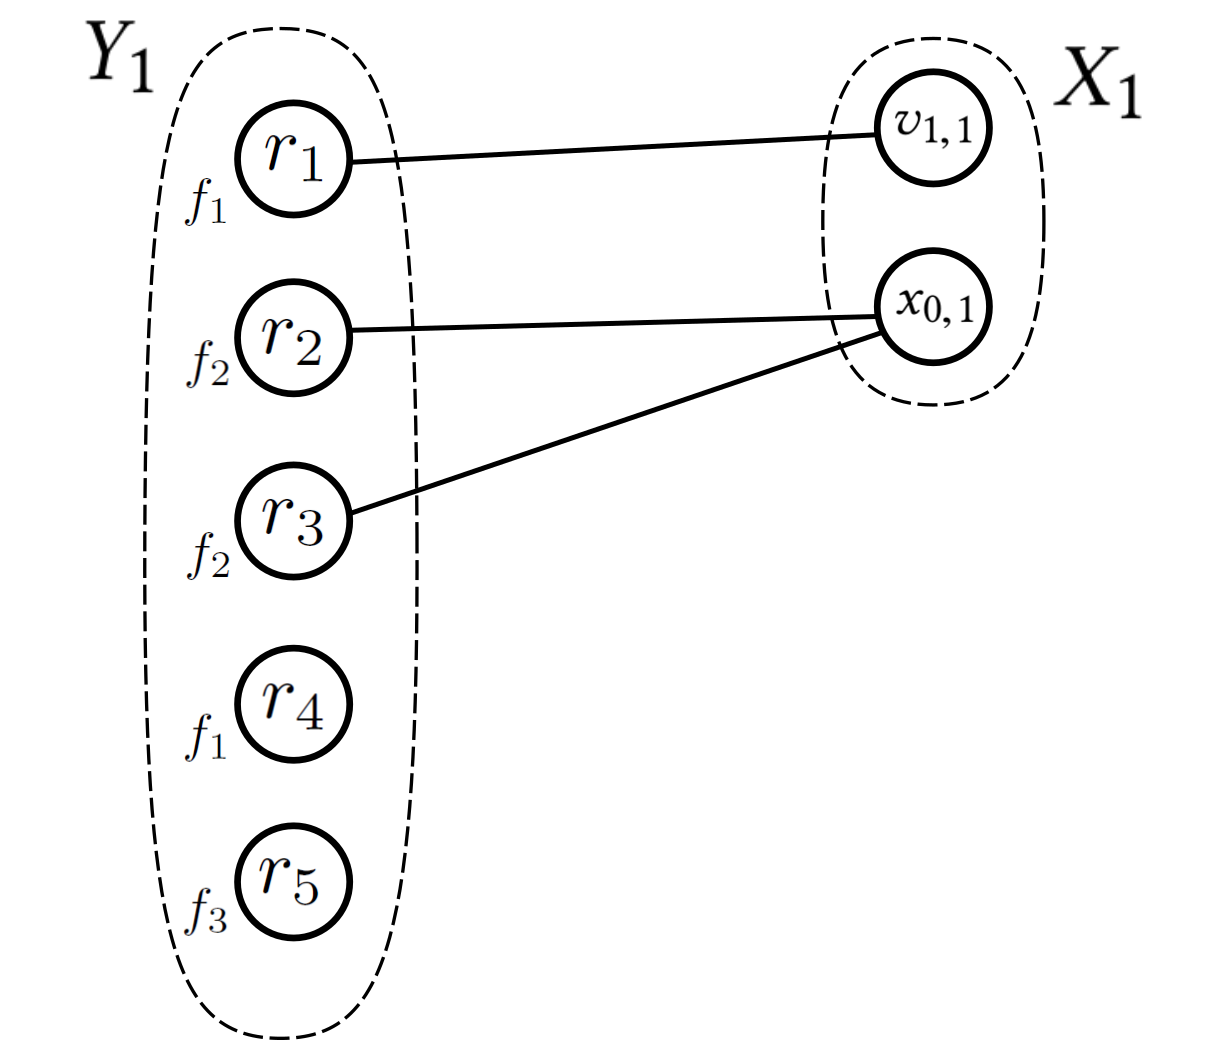 Y₁
X₁
r₁
v₁,₁
f₁
r₂
x₀,₁
f₂
r₃
f₂
r₄
f₁
r₅
f₃